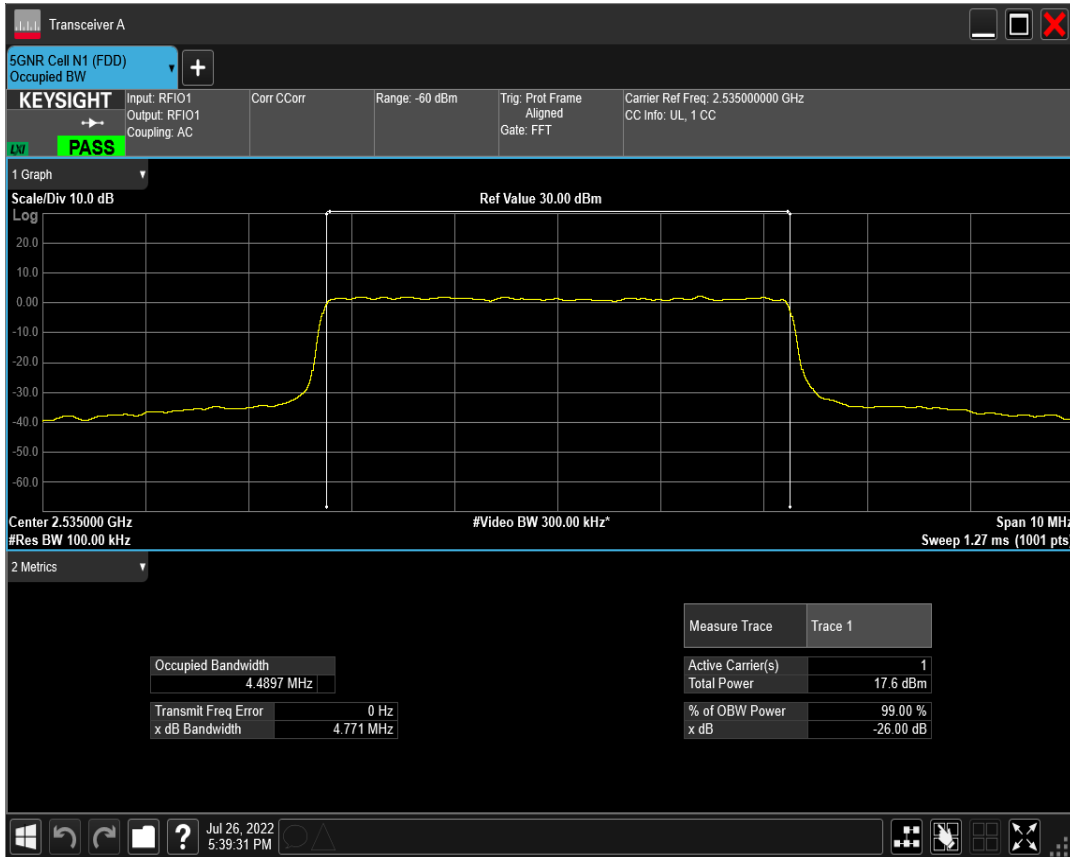 Transceiver A
5GNR Cell N1 (FDD)
Occupied BW
+
KEYSIGHT
LXI
PASS
Input: RFIO1
Output: RFIO1
Coupling: AC
Corr CCorr
Range: -60 dBm
Trig: Prot Frame
Aligned
Gate: FFT
Carrier Ref Freq: 2.535000000 GHz
CC Info: UL, 1 CC
1 Graph
Scale/Div 10.0 dB
Ref Value 30.00 dBm
Log
20.0
10.0
0.00
-10.0
-20.0
-30.0
-40.0
-50.0
-60.0
Center 2.535000 GHz
#Video BW 300.00 kHz*
Span 10 MHz
#Res BW 100.00 kHz
Sweep 1.27 ms (1001 pts)
2 Metrics
Measure Trace Trace 1
Occupied Bandwidth
4.4897 MHz
Active Carrier(s) 1
Total Power 17.6 dBm
Transmit Freq Error 0 Hz
x dB Bandwidth 4.771 MHz
% of OBW Power 99.00 %
x dB -26.00 dB
?
Jul 26, 2022
5:39:31 PM